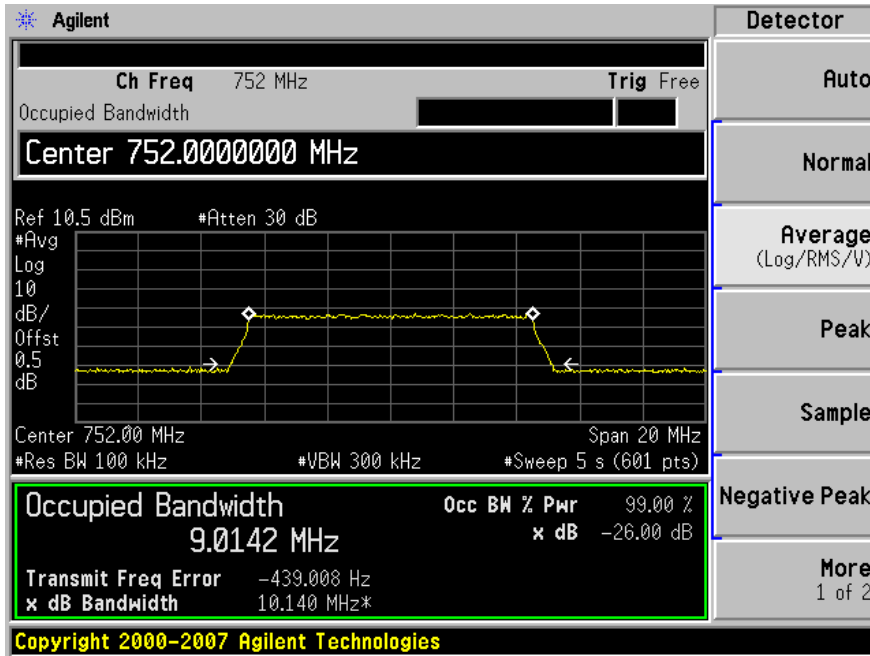 Agilent
Detector
Ch Freq 752 MHz Trig Free
Occupied Bandwidth
Center 752.0000000 MHz
Ref 10.5 dBm #Atten 30 dB
#Avg
Log
10
dB/
Offst
0.5
dB
Center 752.00 MHz Span 20 MHz
#Res BW 100 kHz #VBW 300 kHz #Sweep 5 s (601 pts)
Occupied Bandwidth Occ BW % Pwr 99.00 %
9.0142 MHz x dB -26.00 dB
Transmit Freq Error -439.008 Hz
x dB Bandwidth 10.140 MHz*
Copyright 2000-2007 Agilent Technologies
Auto
Normal
Average
(Log/RMS/V)
Peak
Sample
Negative Peak
More
1 of 2